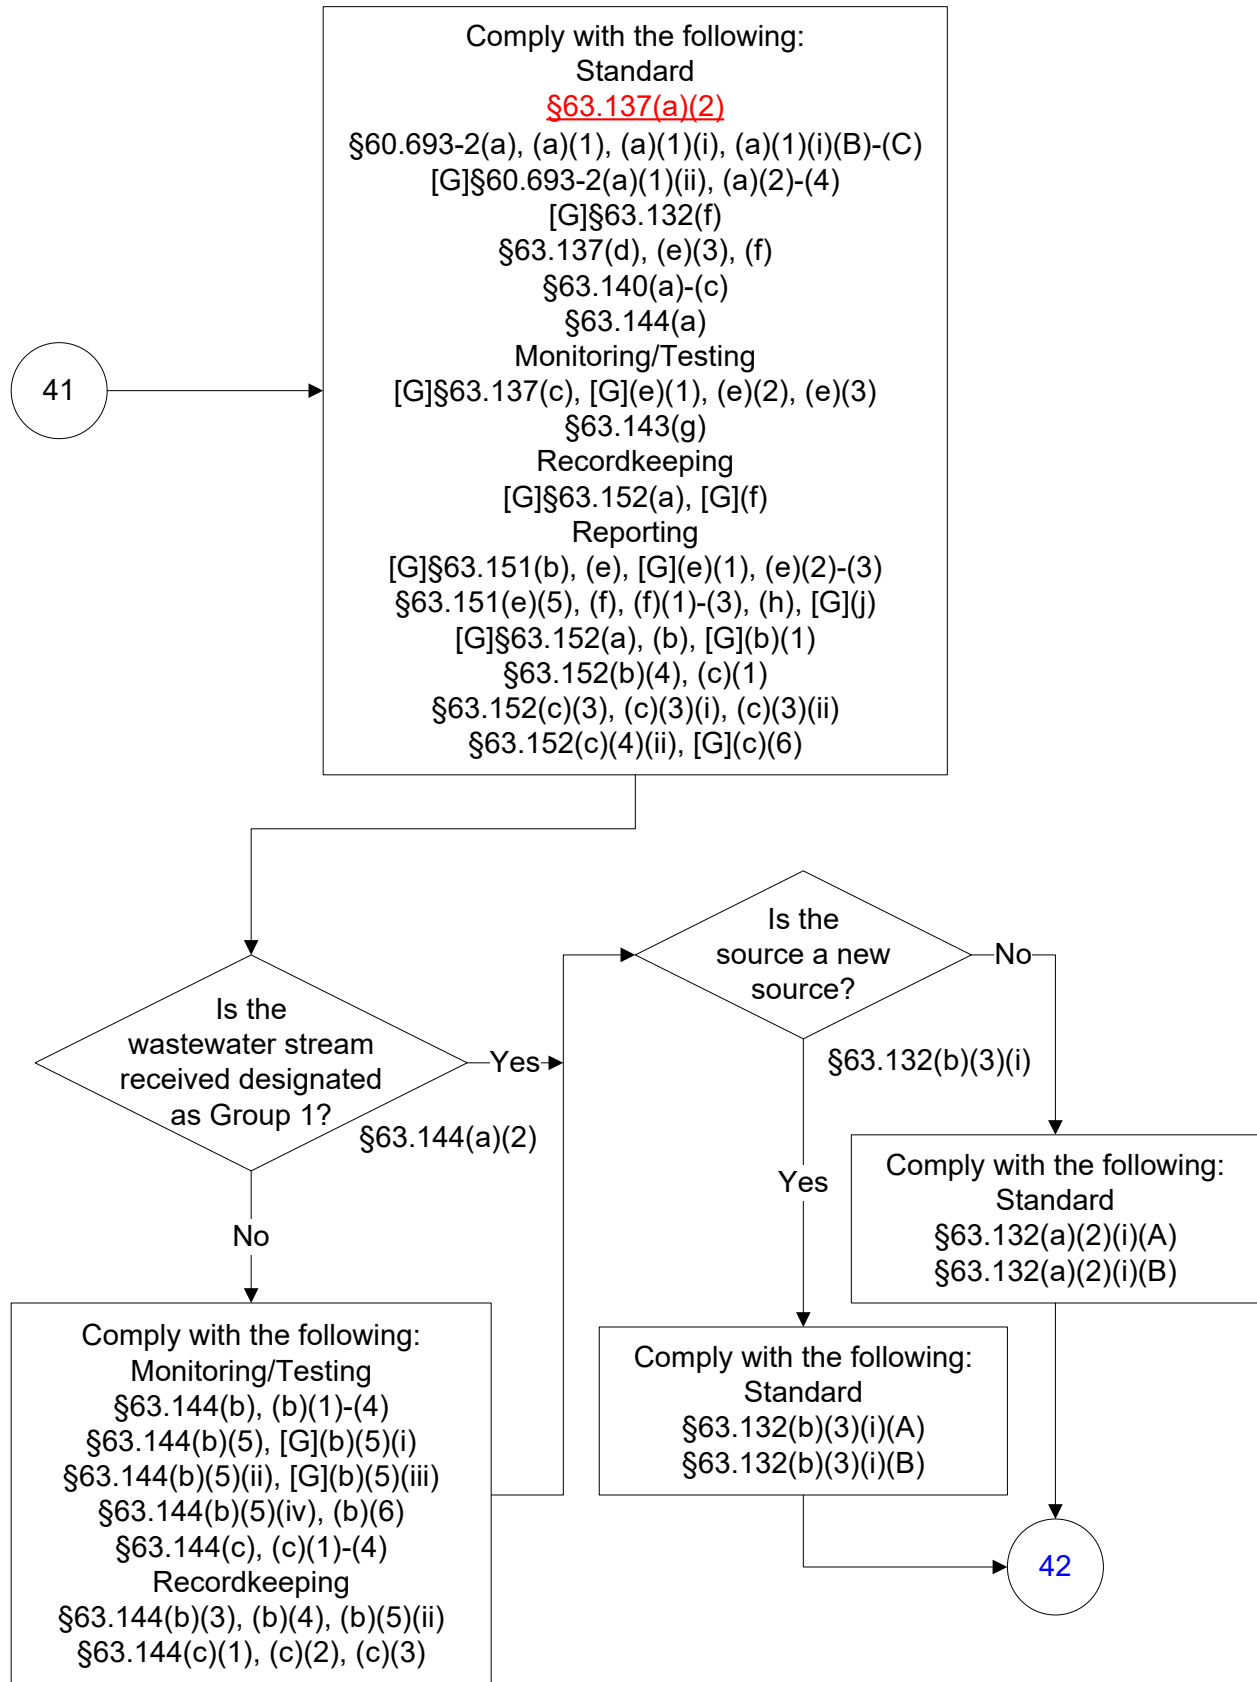 Comply with the following:
Standard
§63.137(a)(2)
§60.693-2(a), (a)(1), (a)(1)(i), (a)(1)(i)(B)-(C)
[G]§60.693-2(a)(1)(ii), (a)(2)-(4)
[G]§63.132(f)
§63.137(d), (e)(3), (f)
§63.140(a)-(c)
§63.144(a)
Monitoring/Testing
[G]§63.137(c), [G](e)(1), (e)(2), (e)(3)
§63.143(g)
Recordkeeping
[G]§63.152(a), [G](f)
Reporting
[G]§63.151(b), (e), [G](e)(1), (e)(2)-(3)
§63.151(e)(5), (f), (f)(1)-(3), (h), [G](j)
[G]§63.152(a), (b), [G](b)(1)
§63.152(b)(4), (c)(1)
§63.152(c)(3), (c)(3)(i), (c)(3)(ii)
§63.152(c)(4)(ii), [G](c)(6)
41
Is the
wastewater stream
received designated
as Group 1?
Yes
§63.144(a)(2)
No
Comply with the following:
Monitoring/Testing
§63.144(b), (b)(1)-(4)
§63.144(b)(5), [G](b)(5)(i)
§63.144(b)(5)(ii), [G](b)(5)(iii)
§63.144(b)(5)(iv), (b)(6)
§63.144(c), (c)(1)-(4)
Recordkeeping
§63.144(b)(3), (b)(4), (b)(5)(ii)
§63.144(c)(1), (c)(2), (c)(3)
Is the
source a new
source?
No
§63.132(b)(3)(i)
Yes
Comply with the following:
Standard
§63.132(a)(2)(i)(A)
§63.132(a)(2)(i)(B)
Comply with the following:
Standard
§63.132(b)(3)(i)(A)
§63.132(b)(3)(i)(B)
42